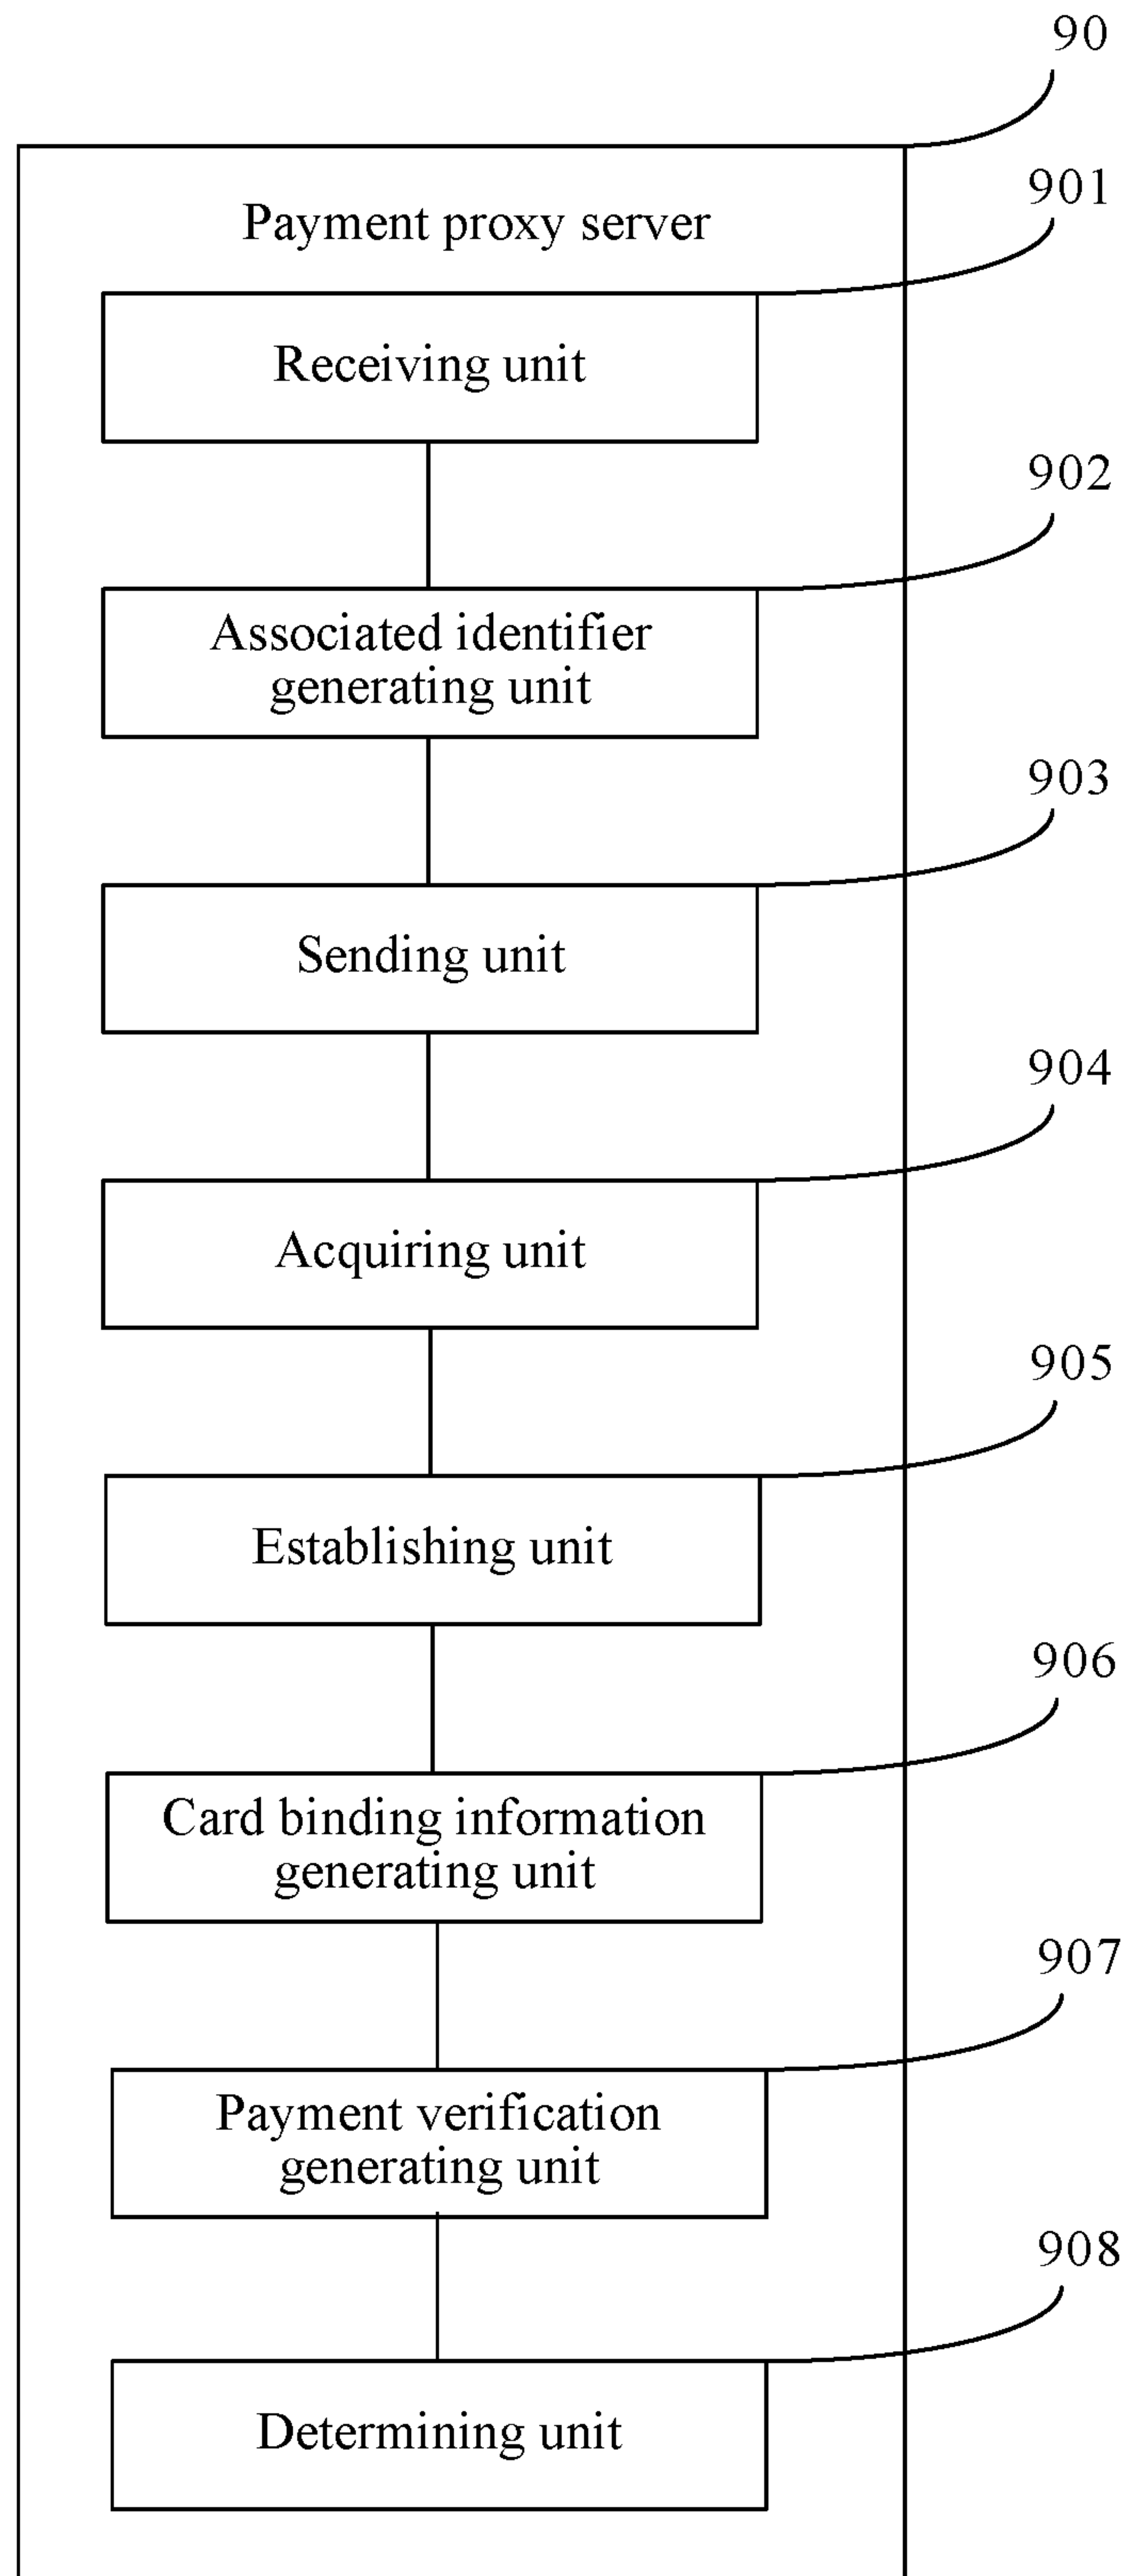 90
Payment proxy server
901
Receiving unit
902
Associated identifier
generating unit
903
Sending unit
904
Acquiring unit
905
Establishing unit
906
Card binding information
generating unit
907
Payment verification
generating unit
908
Determining unit